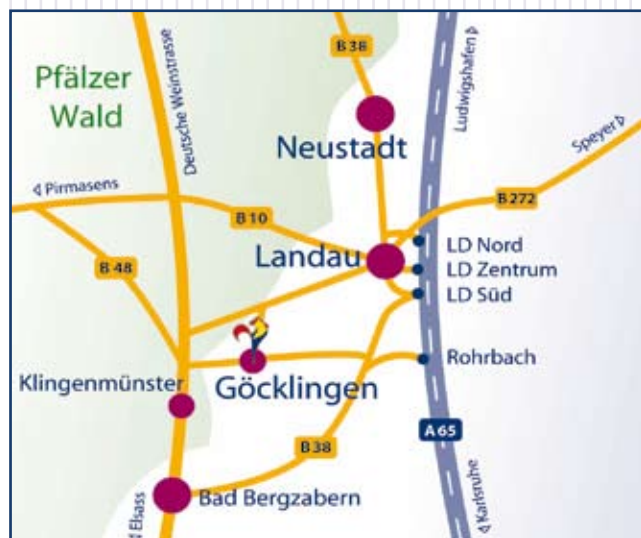 B 38
Pfälzer
Wald
Deutsche Weinstrasse
Ludwigshafen
Neustadt
Speyer
Pirmasens
B 272
B 10
LD Nord
Landau
LD Zentrum
B 48
LD Süd
Rohrbach
Klingenmünster
Göcklingen
A 65
B 38
Bad Bergzabern
Elsass
Karlsruhe